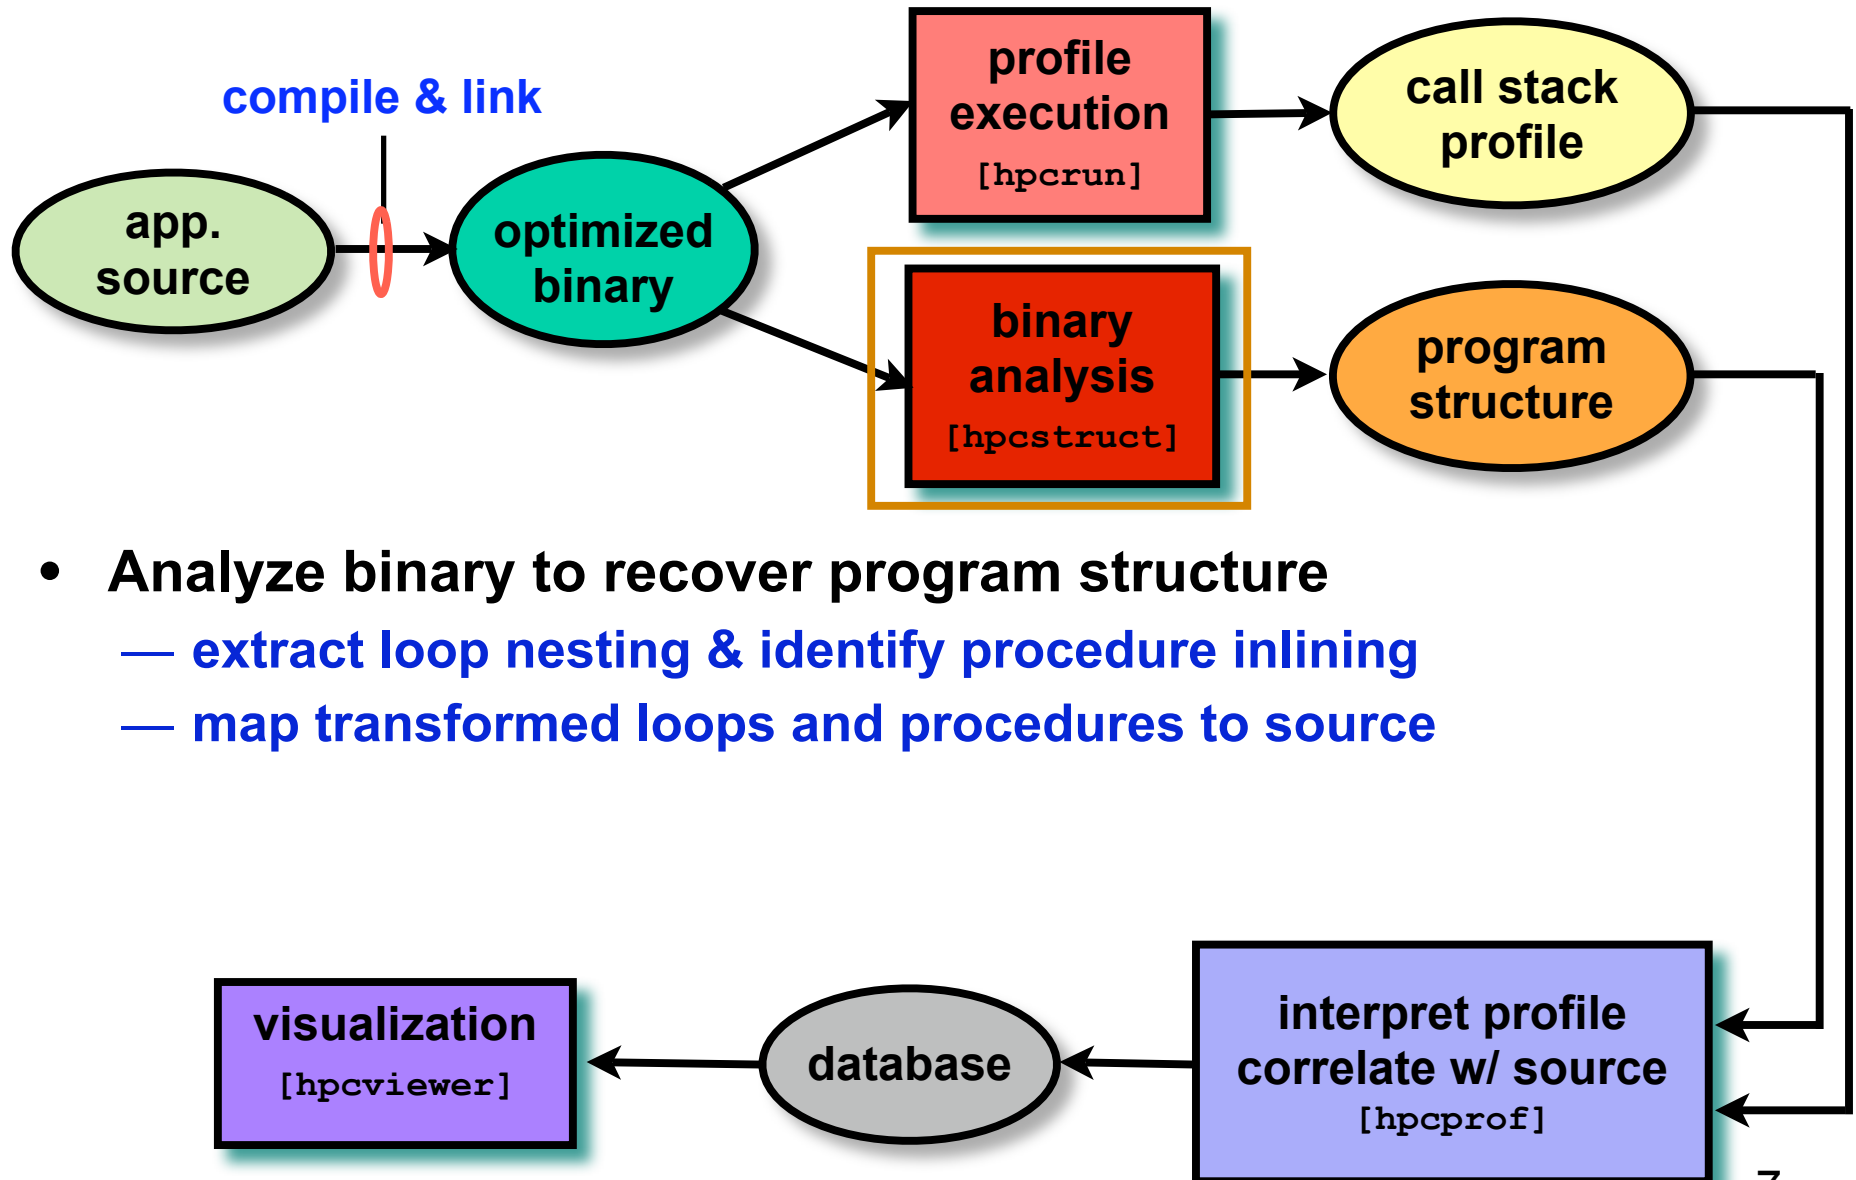 compile & link
app.
source
optimized
binary
profile
execution
[hpcrun]
call stack
profile
binary
analysis
[hpcstruct]
program
structure
• Analyze binary to recover program structure
— extract loop nesting & identify procedure inlining
— map transformed loops and procedures to source
visualization
[hpcviewer]
database
interpret profile
correlate w/ source
[hpcprof]